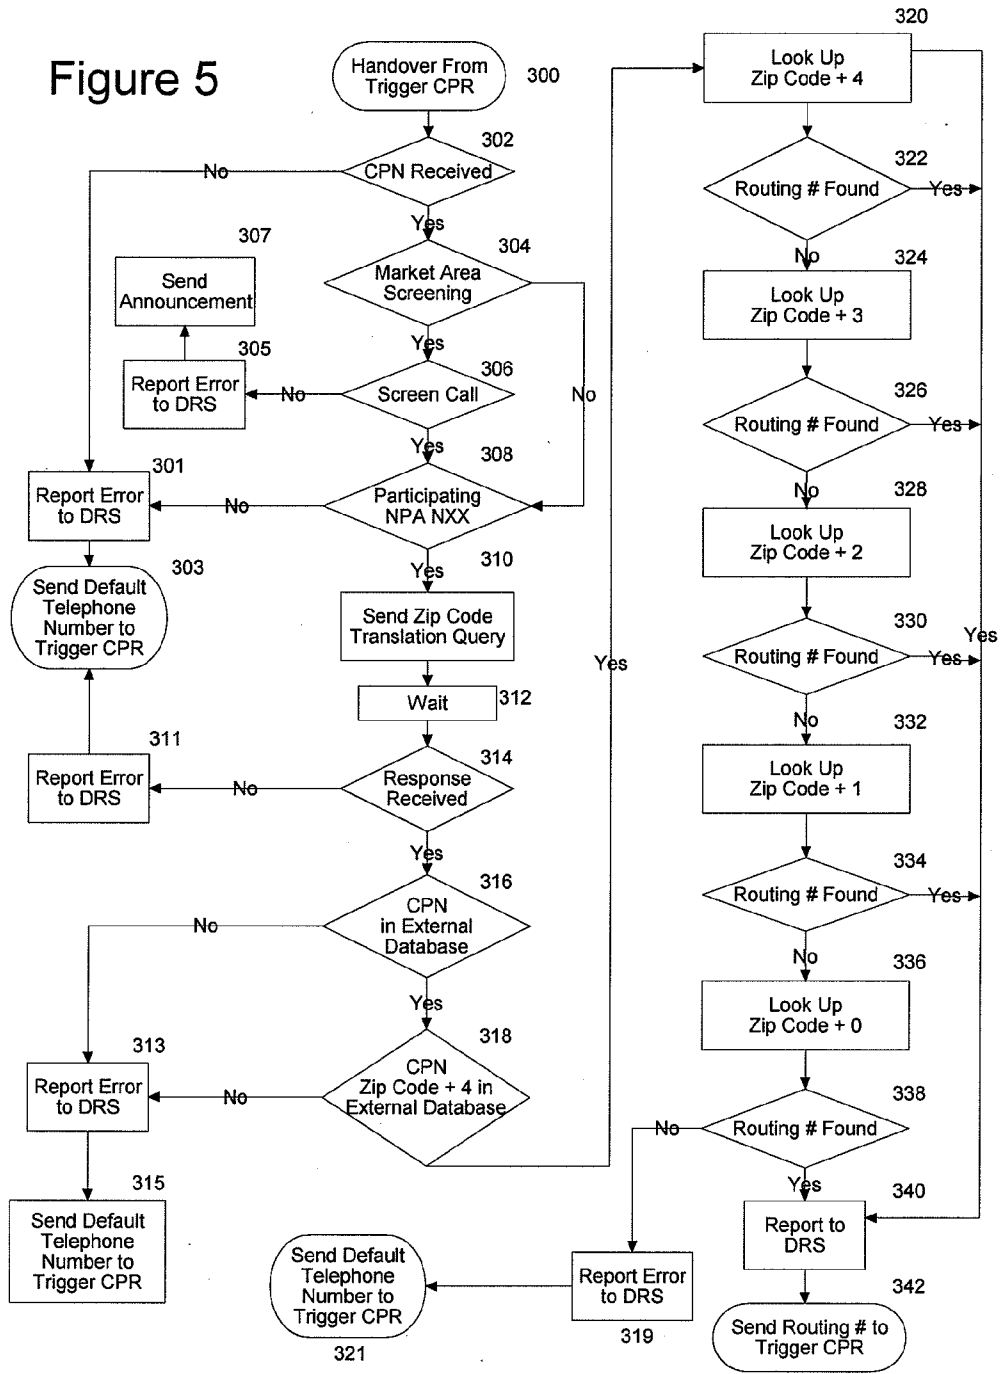 Figure 5
Handover From
Trigger CPR
300
302
CPN Received
No
Yes
304
Market Area
Screening
307
Send
Announcement
Yes
305
306
Report Error
to DRS
No
Screen Call
No
Yes
308
301
Report Error
to DRS
No
Participating
NPA NXX
310
303
Yes
Send Default
Telephone
Number to
Trigger CPR
Send Zip Code
Translation Query
312
Wait
311
314
Report Error
to DRS
No
Response
Received
Yes
316
CPN
in External
Database
No
Yes
318
313
Report Error
to DRS
No
CPN
Zip Code + 4 in
External Database
Yes
315
Send Default
Telephone
Number to
Trigger CPR
320
Look Up
Zip Code + 4
322
Routing # Found
Yes
No
324
Look Up
Zip Code + 3
326
Routing # Found
Yes
No
328
Look Up
Zip Code + 2
330
Routing # Found
Yes
Yes
No
332
Look Up
Zip Code + 1
334
Routing # Found
Yes
No
336
Look Up
Zip Code + 0
338
Routing # Found
No
Yes
340
Report to
DRS
342
Send Routing # to
Trigger CPR
Report Error
to DRS
319
Send Default
Telephone
Number to
Trigger CPR
321